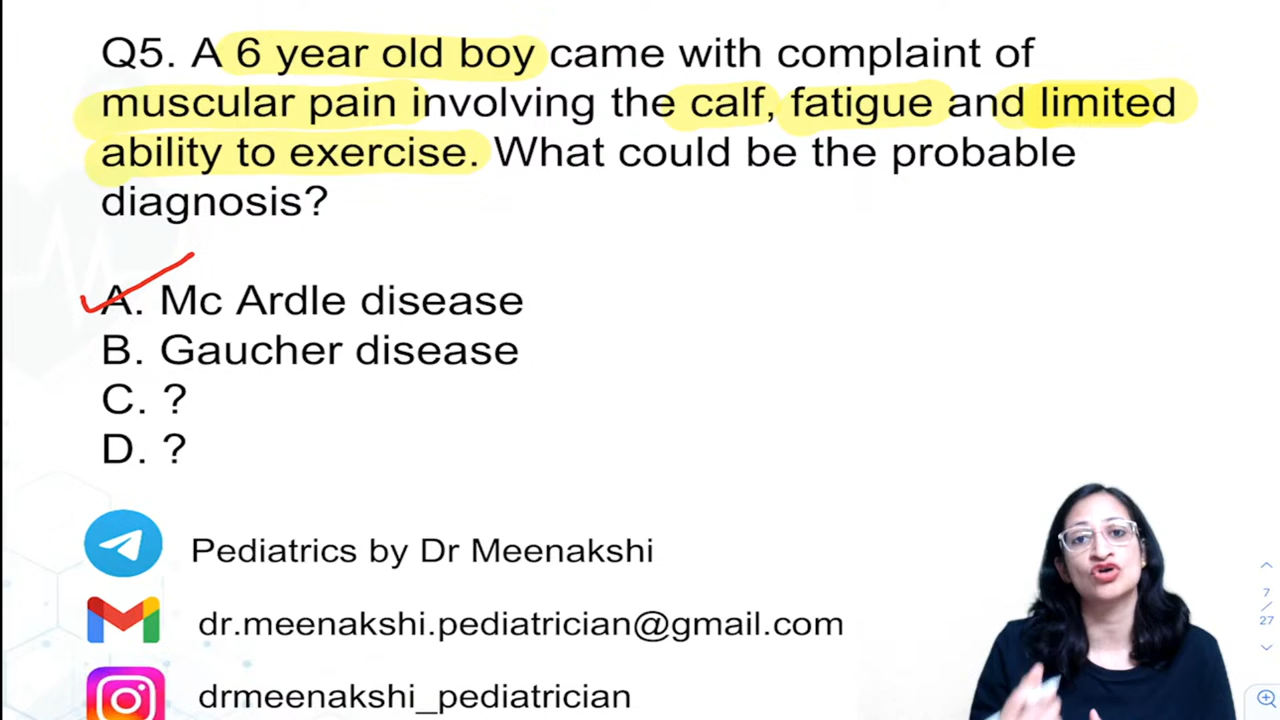 Q5. A 6 year old boy came with complaint of
muscular pain involving the calf, fatigue and limited
ability to exercise. What could be the probable
diagnosis?
A. Mc Ardle disease
B. Gaucher disease
C. ?
D. ?
Pediatrics by Dr Meenakshi
dr.meenakshi.pediatrician@gmail.com
drmeenakshi_pediatrician
7
/
27